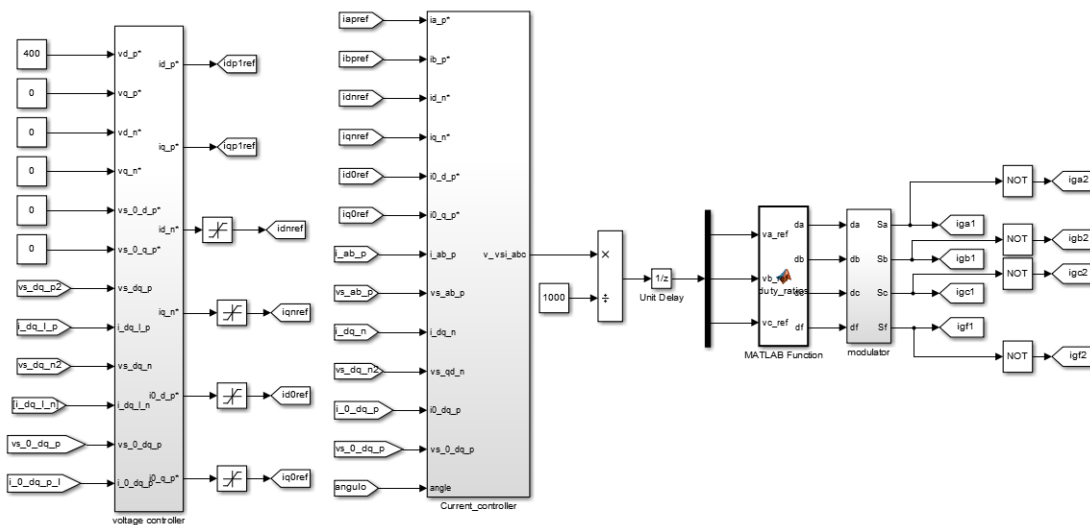 400
0
0
0
0
0
vs_dq_p2
i_dq_l_p
vs_dq_n2
[i_dq_l_n]
vs_0_dq_p
i_0_dq_p_l
vd_p*
vq_p*
vd_n*
vq_n*
vs_0_d_p*
vs_0_q_p*
vs_dq_p
i_dq_l_p
vs_dq_n
i_dq_l_n
vs_0_dq_p
i_0_dq_p
id_p*
iq_p*
id_n*
iq_n*
i0_d_p*
i0_q_p*
voltage controller
idp1ref
iqp1ref
idnref
iqnref
id0ref
iq0ref
iapref
ibpref
idnref
iqnref
id0ref
iq0ref
i_ab_p
vs_ab_p
i_dq_n
vs_dq_n2
i_0_dq_p
vs_0_dq_p
angulo
ia_p*
ib_p*
id_n*
iq_n*
i0_d_p*
i0_q_p*
i_ab_p
vs_ab_p
i_dq_n
vs_qd_n
i0_dq_p
vs_0_dq_p
angle
v_vsi_abc
Current_controller
1000
×
÷
1/z
Unit Delay
va_ref
vc_ref
da
db
df
duty_ratios
MATLAB Function
da
db
dc
df
Sa
Sb
Sc
Sf
modulator
NOT
NOT
NOT
NOT
iga2
iga1
igb2
igb1
igc2
igc1
igf1
igf2